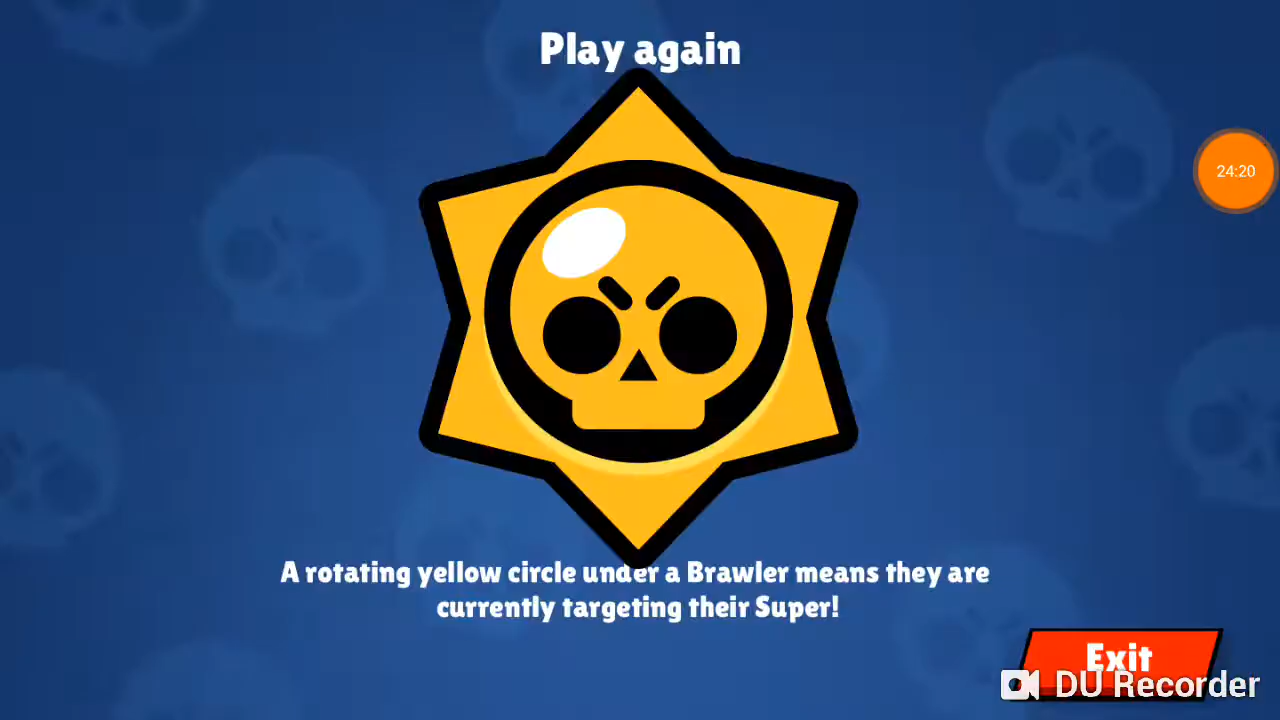 Play again
24:20
A rotating yellow circle under a Brawler means they are
currently targeting their Super!
Exit
DU Recorder